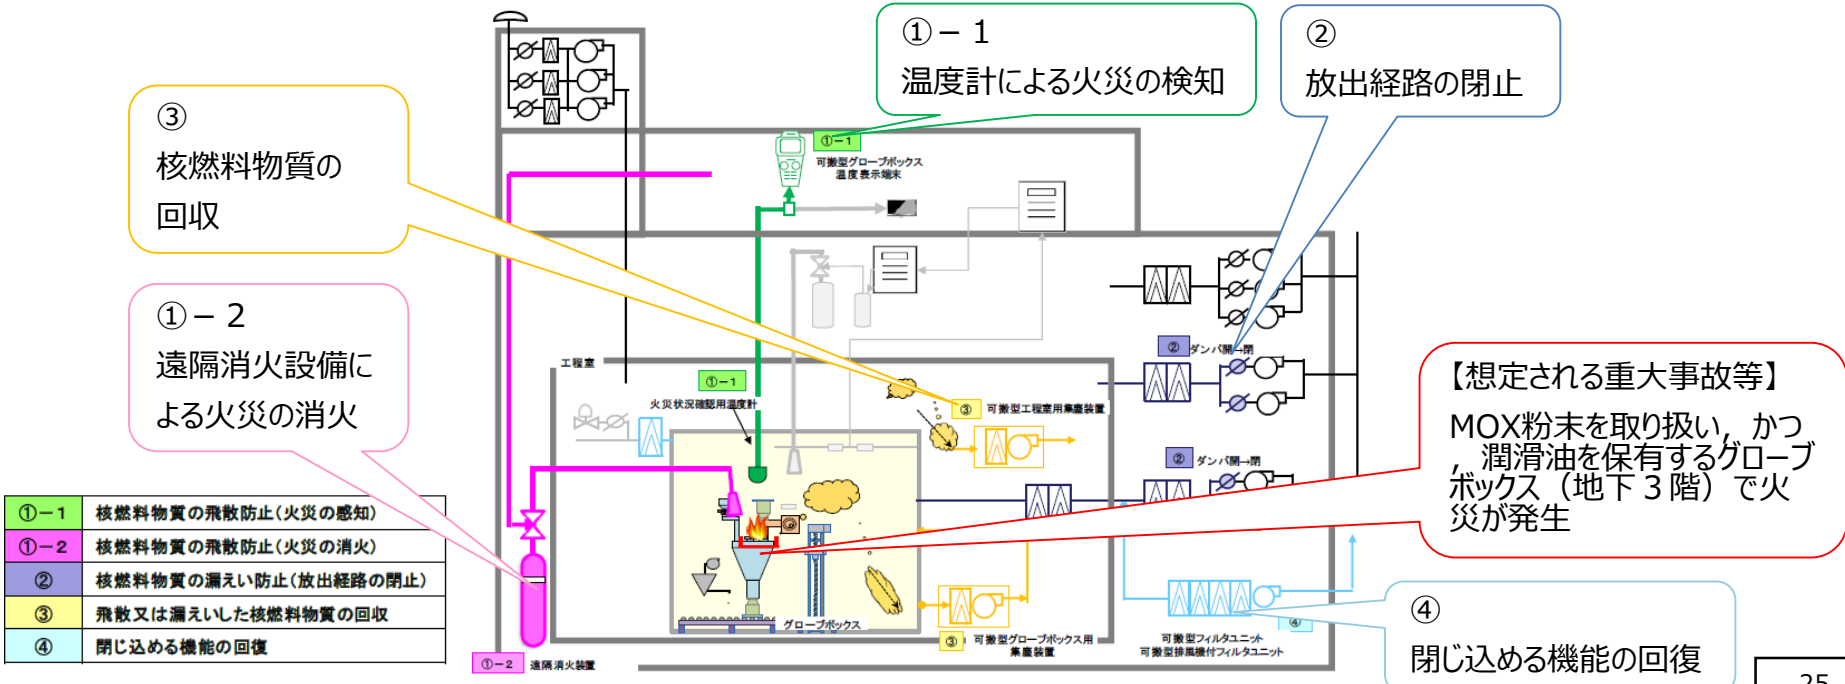 ①－１
温度計による火災の検知
②
放出経路の閉止
③
核燃料物質の
回収
①－1
可搬型グローブボックス
温度表示端末
①－２
遠隔消火設備に
よる火災の消火
②
ダンパ開→閉
工程室
①－1
火災状況確認用温度計
③
可搬型工程室用集塵装置
【想定される重大事故等】
MOX粉末を取り扱い，かつ
，潤滑油を保有するグローブ
ボックス（地下３階）で火
災が発生
②
ダンパ開→閉
①－1 核燃料物質の飛散防止(火災の感知)
①－2 核燃料物質の飛散防止(火災の消火)
② 核燃料物質の漏えい防止(放出経路の閉止)
③ 飛散又は漏えいした核燃料物質の回収
④ 閉じ込める機能の回復
グローブボックス
③
可搬型グローブボックス用
集塵装置
可搬型フィルタユニット
可搬型排風機付フィルタユニット
④
④
閉じ込める機能の回復
①－2
遠隔消火装置
25